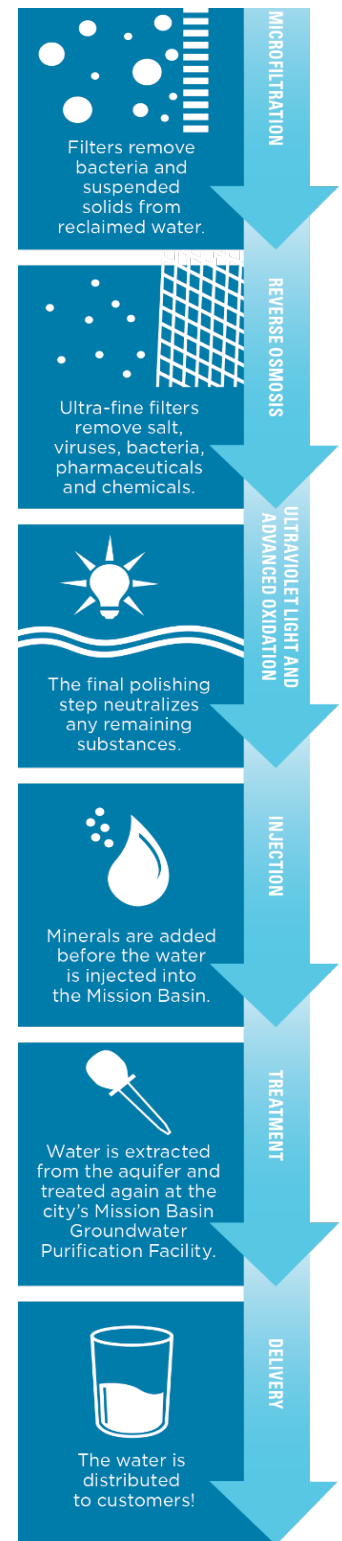 MICROFILTRATION
Filters remove
bacteria and
suspended
solids from
reclaimed water.
REVERSE OSMOSIS
Ultra-fine filters
remove salt,
viruses, bacteria,
pharmaceuticals
and chemicals.
ULTRAVIOLET LIGHT AND
ADVANCED OXIDATION
The final polishing
step neutralizes
any remaining
substances.
INJECTION
Minerals are added
before the water
is injected into
the Mission Basin.
TREATMENT
Water is extracted
from the aquifer and
treated again at the
city’s Mission Basin
Groundwater
Purification Facility.
DELIVERY
The water is
distributed
to customers!